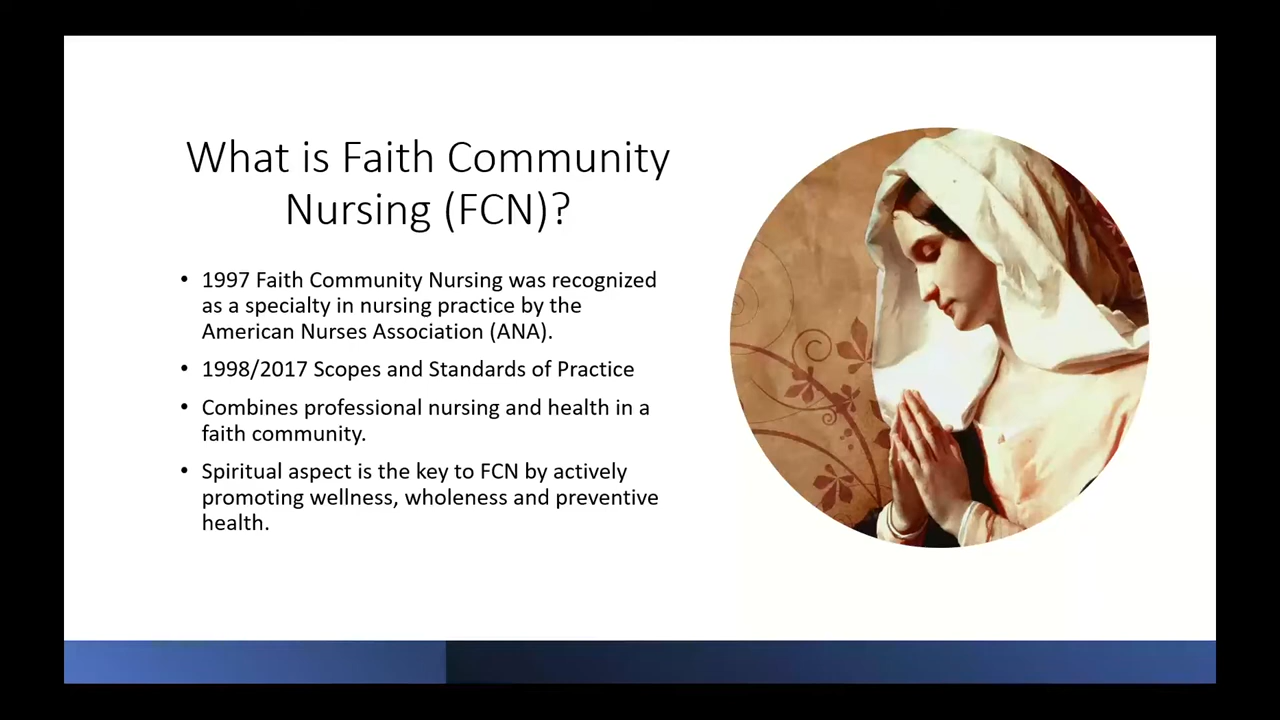 What is Faith Community
Nursing (FCN)?
• 1997 Faith Community Nursing was recognized
as a specialty in nursing practice by the
American Nurses Association (ANA).
• 1998/2017 Scopes and Standards of Practice
• Combines professional nursing and health in a
faith community.
• Spiritual aspect is the key to FCN by actively
promoting wellness, wholeness and preventive
health.